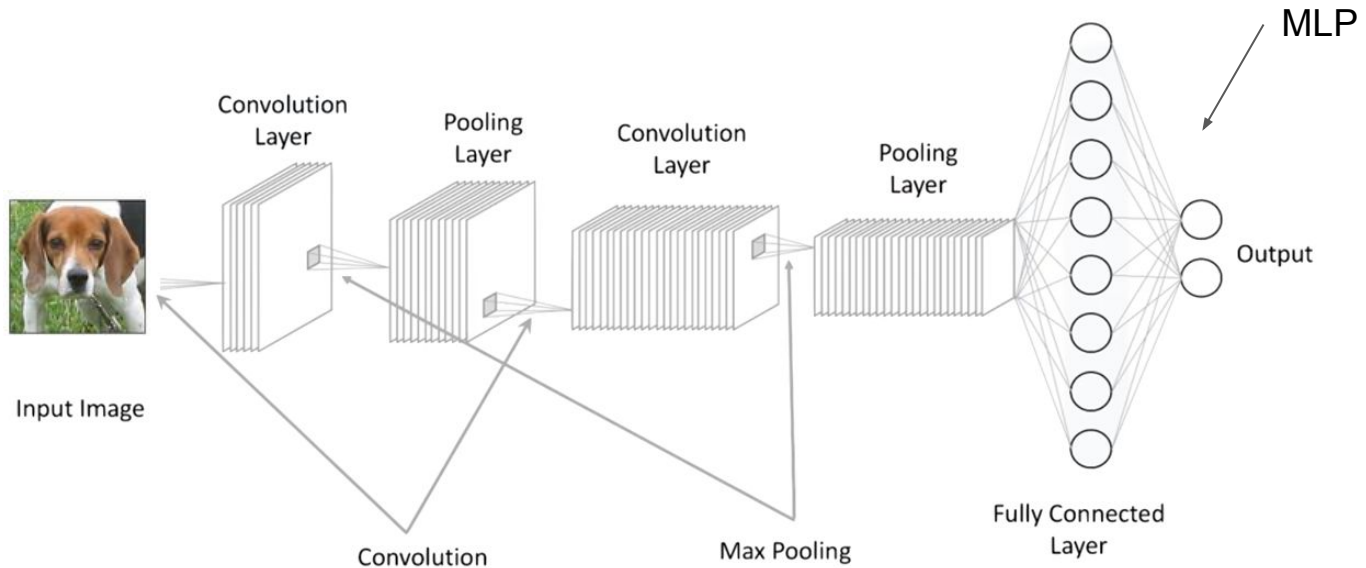 MLP
Convolution
Layer
Pooling
Layer
Convolution
Layer
Pooling
Layer
Output
Input Image
Convolution
Max Pooling
Fully Connected
Layer